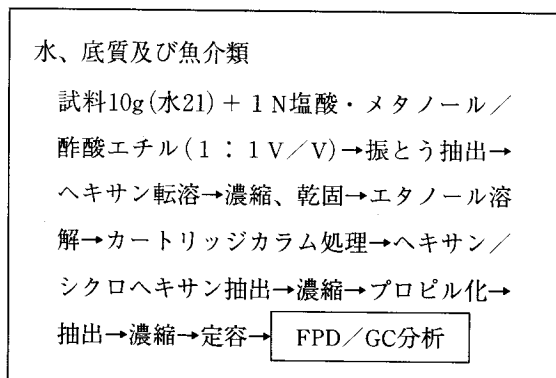 水、底質及び魚介類
試料10g(水21)+1N塩酸・メタノール/
酢酸エチル(1:1V/V)→振とう抽出→
ヘキサン転溶→濃縮、乾固→エタノール溶
解→カートリッジカラム処理→ヘキサン/
シクロヘキサン抽出→濃縮→プロピル化→
抽出→濃縮→定容→ FPD/GC分析